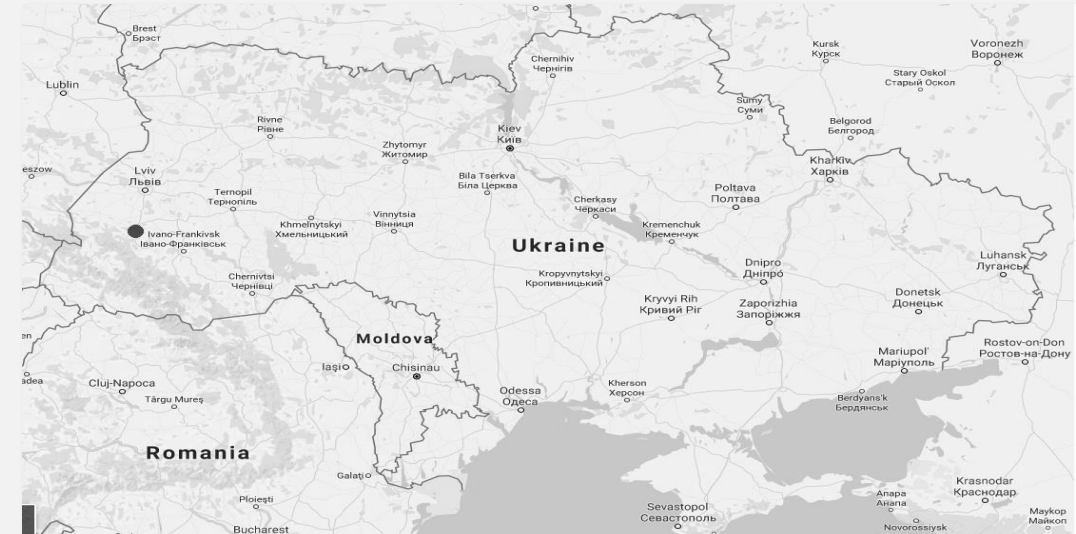 Brest
Брэст
Chernihiv
Чернігів
Kursk
Курск
Voronezh
Воронеж
Stary Oskol
Старый Оскол
Lublin
Sumy
Суми
Rivne
Рівне
Kiev
Київ
Belgorod
Белгород
Zhytomyr
Житомир
Kharkiv
Харків
eszow
Lviv
Львів
Bila Tserkva
Біла Церква
Ternopil
Тернопіль
Poltava
Полтава
Cherkasy
Черкаси
Khmelnytskyi
Хмельницький
Vinnytsia
Вінниця
Kremenchuk
Кременчук
Ivano-Frankivsk
Івано-Франківськ
Ukraine
Luhansk
Луганськ
Dnipro
Дніпро
Chernivtsi
Чернівці
Kropyvnytskyi
Кропивницький
Donetsk
Донецьк
Kryvyi Rih
Кривий Ріг
Zaporizhia
Запоріжжя
en
Moldova
Rostov-on-Don
Ростов-на-Дону
Mariupol'
Маріуполь
Iași
Chisinau
adea
Cluj-Napoca
Kherson
Херсон
Odessa
Одеса
Berdyans'k
Бердянськ
Târgu Mureș
Romania
Galați
Krasnodar
Краснодар
Ploiești
Anapa
Анапа
Sevastopol
Севастополь
Maykop
Майкоп
Bucharest
Novorossiysk